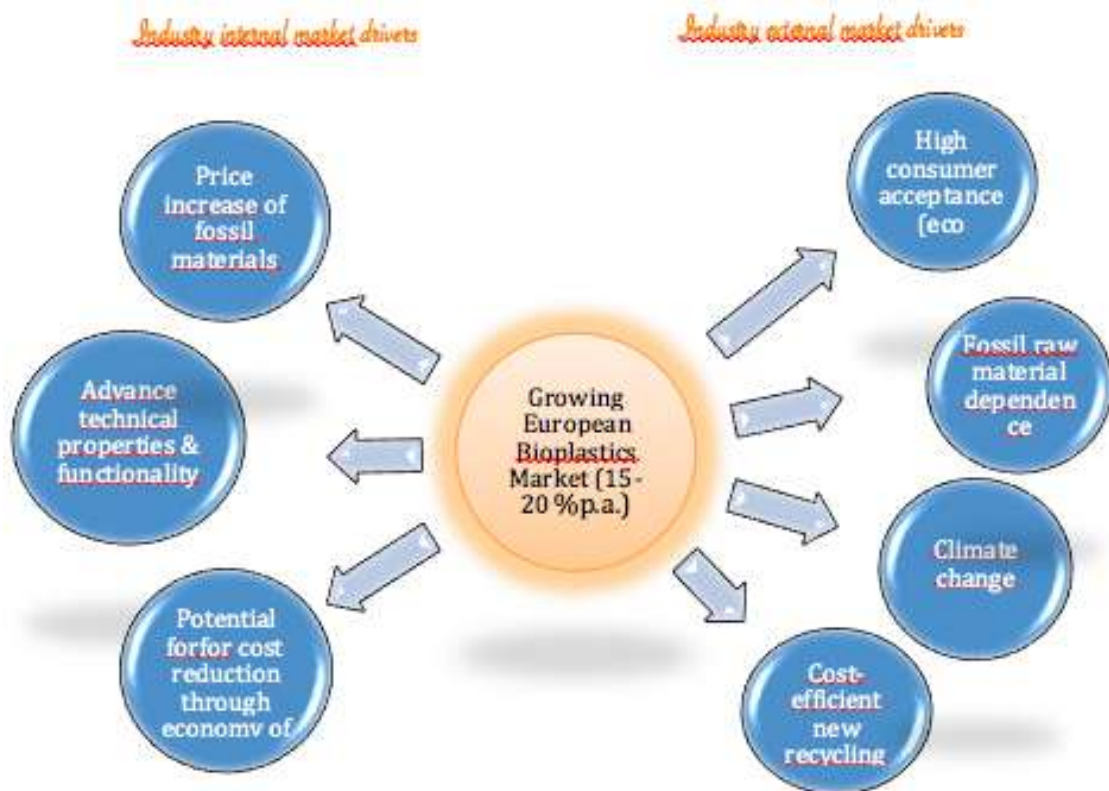 Industry internal market drivers
Industry external market drivers
Price
increase of
fossil
materials
Advance
technical
properties &
functionality
Potential
forfor cost
reduction
through
economy of
Growing
European
Bioplastics
Market (15-
20 %p.a.)
High
consumer
acceptance
(eco
Fossil raw
material
dependen
ce
Climate
change
Cost-
efficient
new
recycling